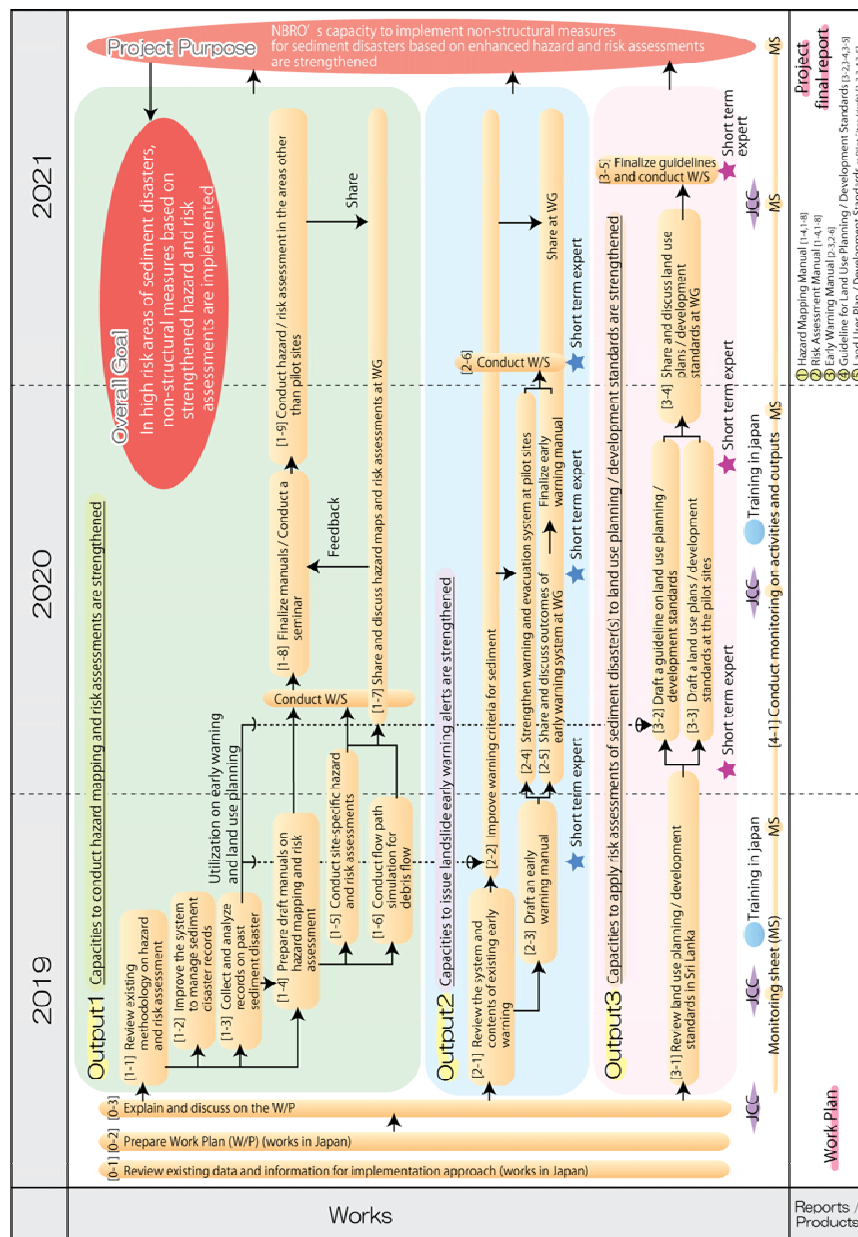 2019
2020
2021
Works
Reports /
Products
[0-1]
Review existing data and information for implementation approach (works in Japan)
[0-2]
Prepare Work Plan (W/P) (works in Japan)
[0-3]
Explain and discuss on the W/P
Output1
Capacities to conduct hazard mapping and risk assessments are strengthened
[1-1] Review existing
methodology on hazard
and risk assessment
[1-2] Improve the system
to manage sediment
disaster records
[1-3] Collect and analyze
records on past
sediment disaster
Utilization on early warning
and land use planning
[1-4] Prepare draft manuals on
hazard mapping and risk
assessment
[1-5] Conduct site-specific hazard
and risk assessments
[1-6] Conduct flow path
simulation for
debris flow
Conduct W/S
[1-7] Share and discuss hazard maps and risk assessments at WG
[1-8] Finalize manuals / Conduct a
seminar
Feedback
[1-9] Conduct hazard / risk assessment in the areas other
than pilot sites
Share
Overall Goal
In high risk areas of sediment disasters,
non-structural measures based on
strengthened hazard and risk
assessments are implemented
Project Purpose
NBRO's capacity to implement non-structural measures
for sediment disasters based on enhanced hazard and risk assessments
are strengthened
Output2
Capacities to issue landslide early warning alerts are strengthened
[2-1] Review the system and
contents of existing early
warning
[2-2] Improve warning criteria for sediment
[2-3] Draft an early
warning manual
[2-4] Strengthen warning and evacuation system at pilot sites
[2-5] Share and discuss outcomes of
early warning system at WG
Finalize early
warning manual
[2-6]
Conduct W/S
Share at WG
Short term expert
Short term expert
Short term expert
Output3
Capacities to apply risk assessments of sediment disaster(s) to land use planning / development standards are strengthened
[3-1] Review land use planning / development
standards in Sri Lanka
[3-2] Draft a guideline on land use planning /
development standards
[3-3] Draft a land use plans / development
standards at the pilot sites
[3-4] Share and discuss land use
plans / development
standards at WG
[3-5] Finalize guidelines
and conduct W/S
Short term expert
Short term expert
Short term
expert
JCC
JCC
Training in japan
JCC
Training in japan
JCC
Monitoring sheet (MS)
MS
[4-1] Conduct monitoring on activities and cutputs
MS
MS
MS
Work Plan
Project
final report
① Hazard Mapping Manual [1-4,1-8]
② Risk Assessment Manual [1-4,1-8]
③ Early Warning Manual [2-3,2-6]
④ Guideline for Land Use Planning / Development Standards [3-2,3-4,3-5]